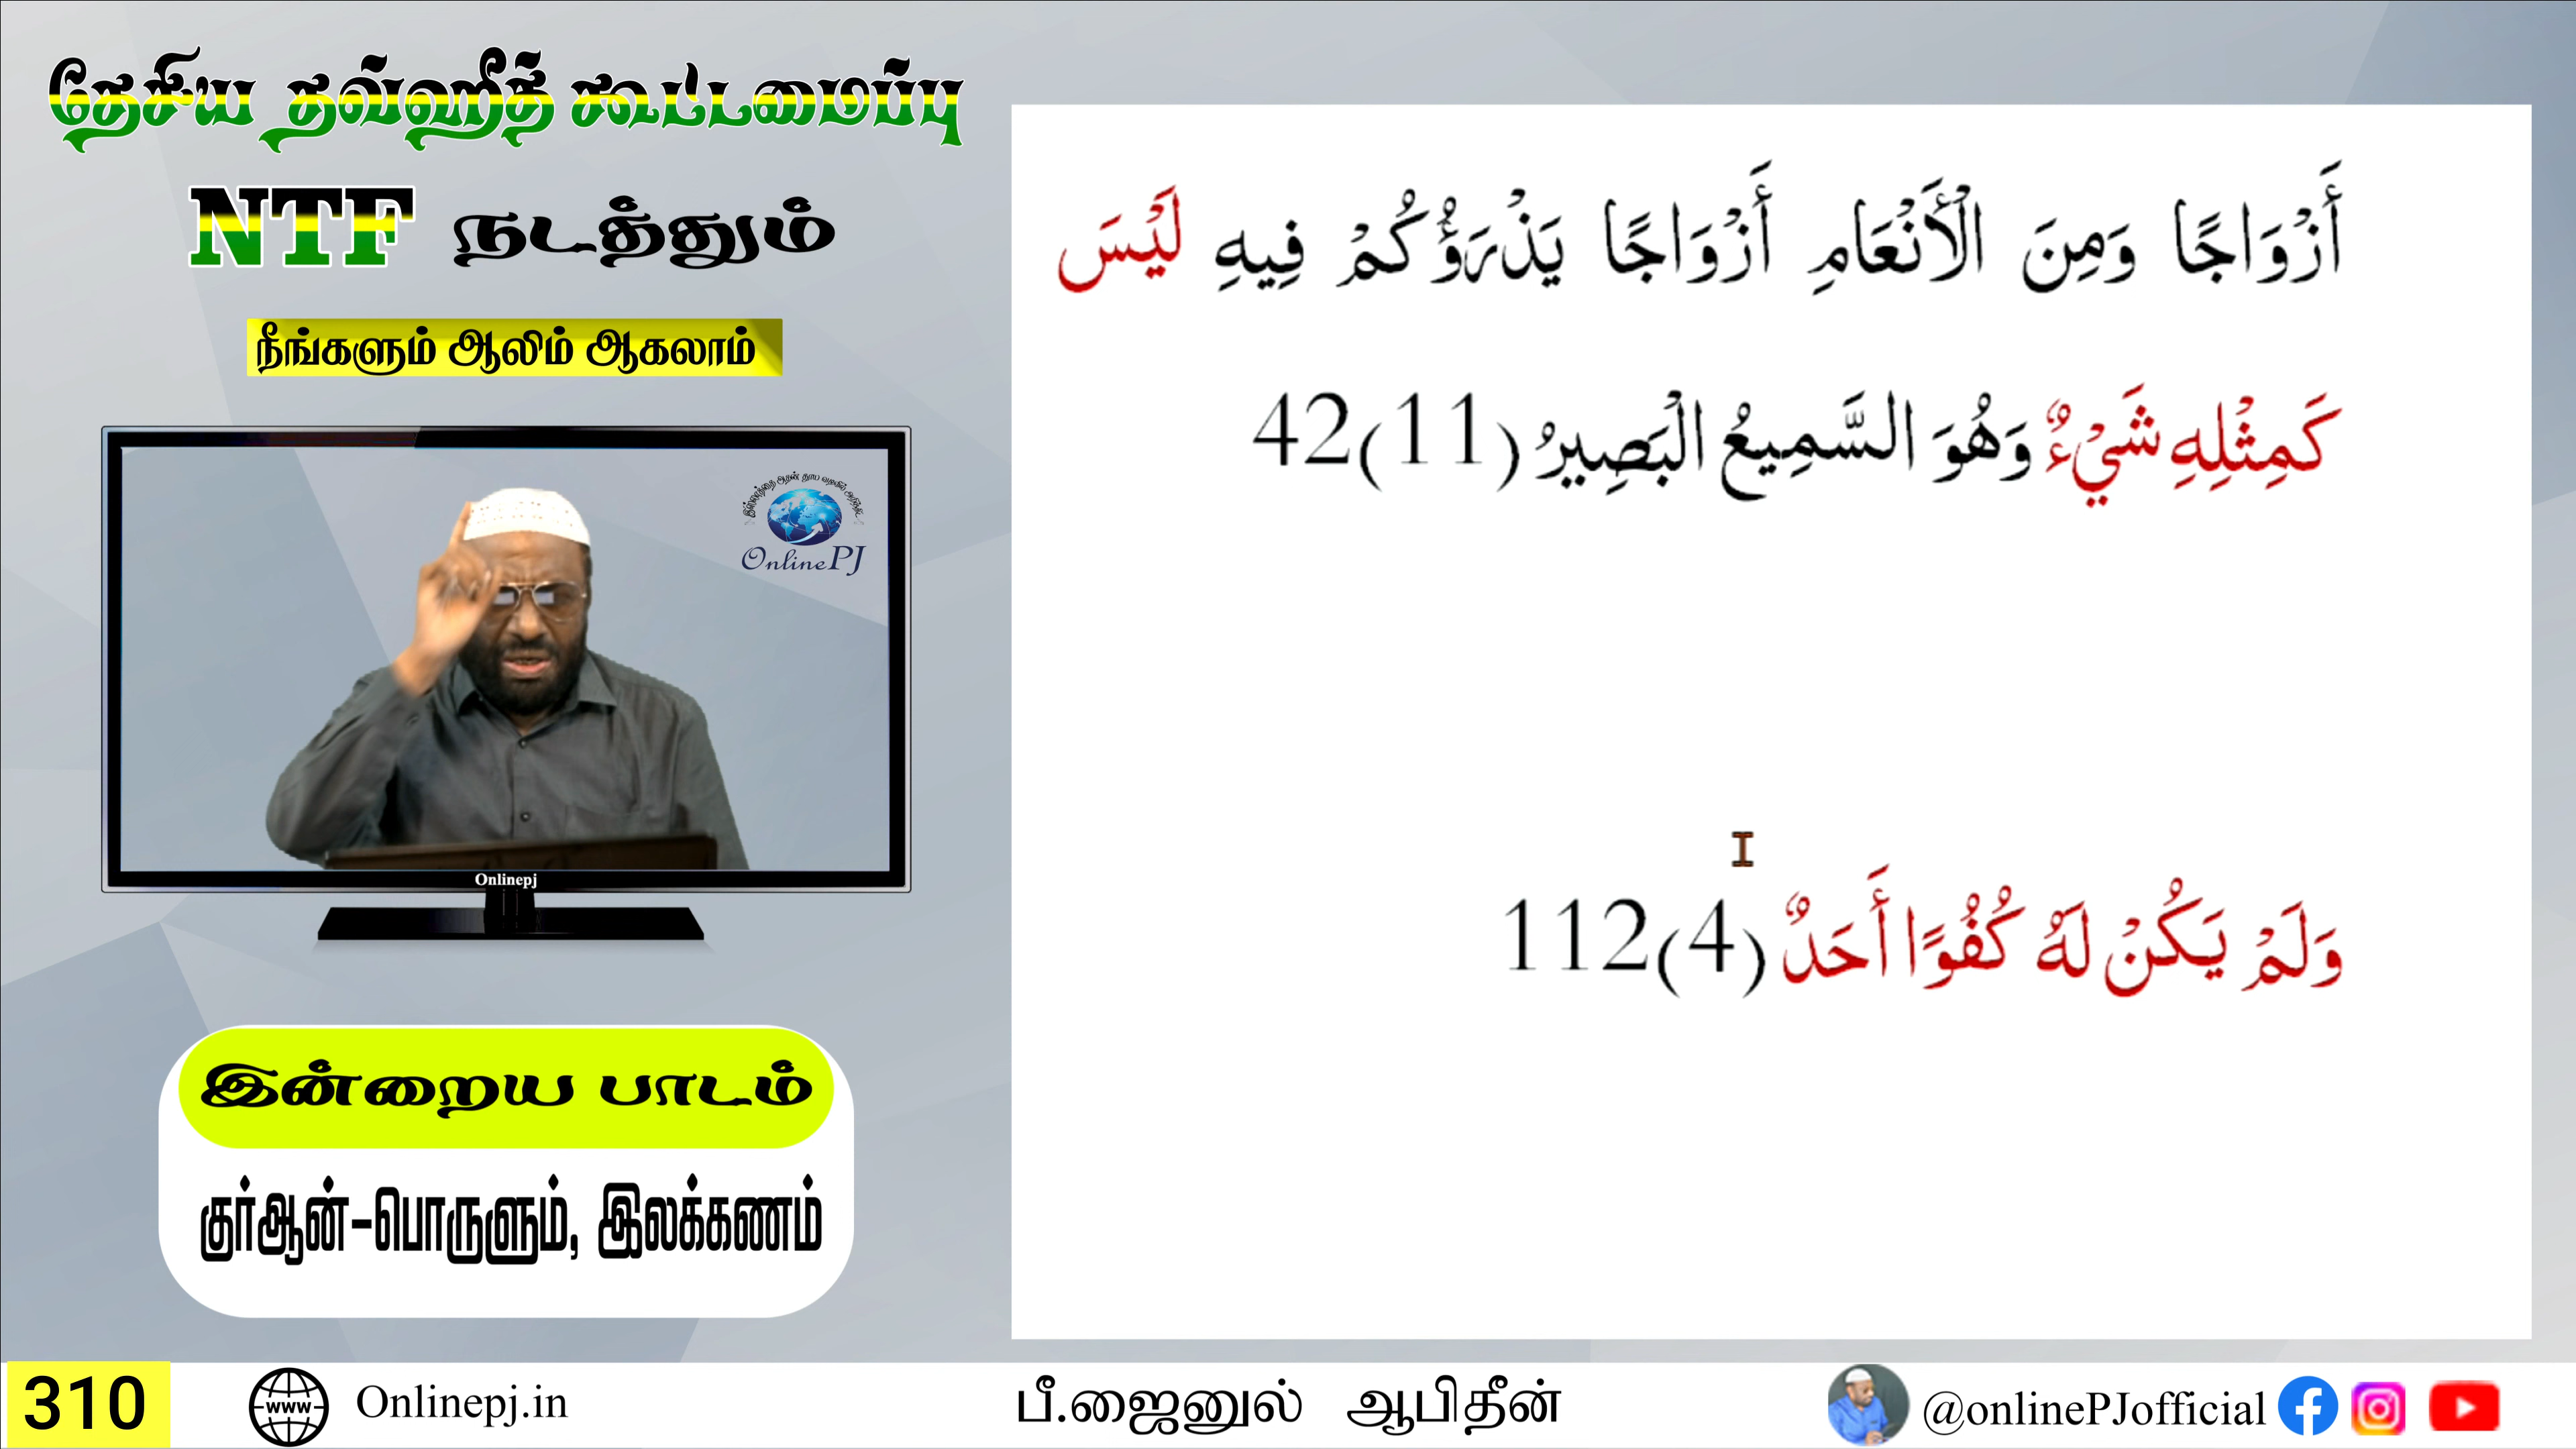 தேசிய தவ்ஹீத் கூட்டமைப்பு
NTF நடத்தும்
நீங்களும் ஆலிம் ஆகலாம்
OnlinePJ
Onlinepj
இன்றைய பாடம்
குர்ஆன்-பொருளும், இலக்கணம்
أَزْوَاجًا وَمِنَ الْأَنْعَامِ أَزْوَاجًا يَذْرَؤُكُمْ فِيهِ لَيْسَ
كَمِثْلِهِ شَيْءٌ وَهُوَ السَّمِيعُ الْبَصِيرُ (11)42
وَلَمْ يَكُنْ لَهُ كُفُوًا أَحَدٌ (4)112
310
www
Onlinepj.in
பீ.ஜைனுல் ஆபிதீன்
@onlinePJofficial